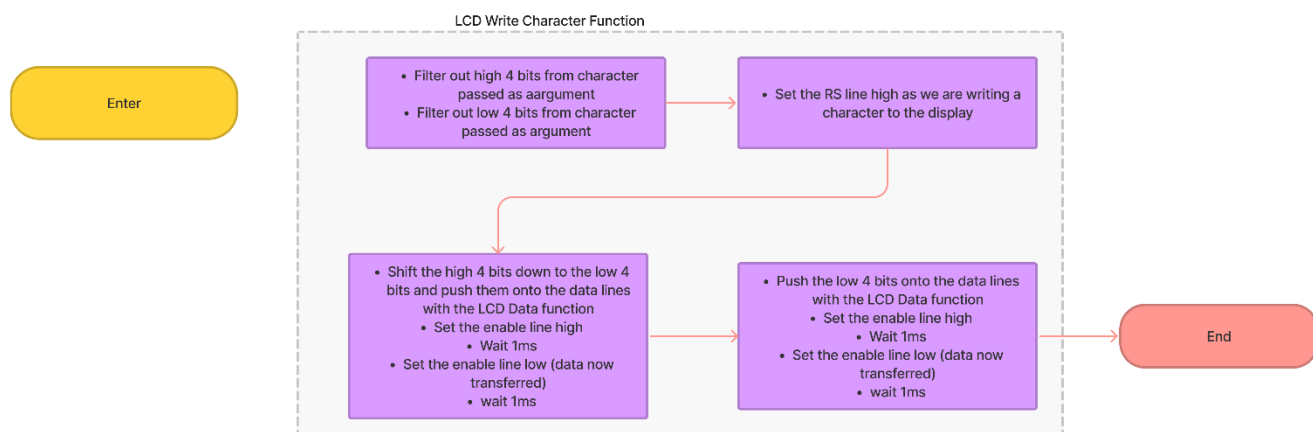 LCD Write Character Function
Enter
• Filter out high 4 bits from character
passed as aargument
• Filter out low 4 bits from character
passed as argument
• Set the RS line high as we are writing a
character to the display
• Shift the high 4 bits down to the low 4
bits and push them onto the data lines
with the LCD Data function
• Set the enable line high
• Wait 1ms
• Set the enable line low (data now
transferred)
• wait 1ms
• Push the low 4 bits onto the data lines
with the LCD Data function
• Set the enable line high
• Wait 1ms
• Set the enable line low (data now
transferred)
• wait 1ms
End